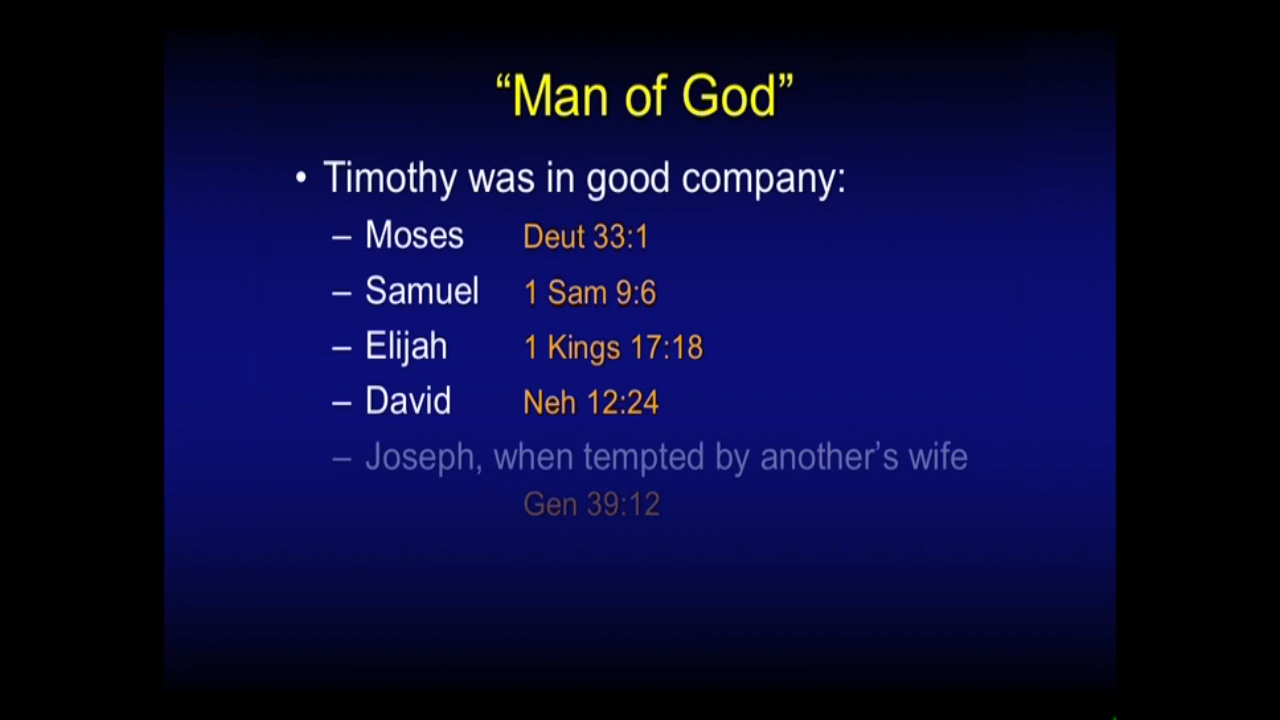 “Man of God”
• Timothy was in good company:
– Moses Deut 33:1
– Samuel 1 Sam 9:6
– Elijah 1 Kings 17:18
– David Neh 12:24
– Joseph, when tempted by another’s wife
Gen 39:12